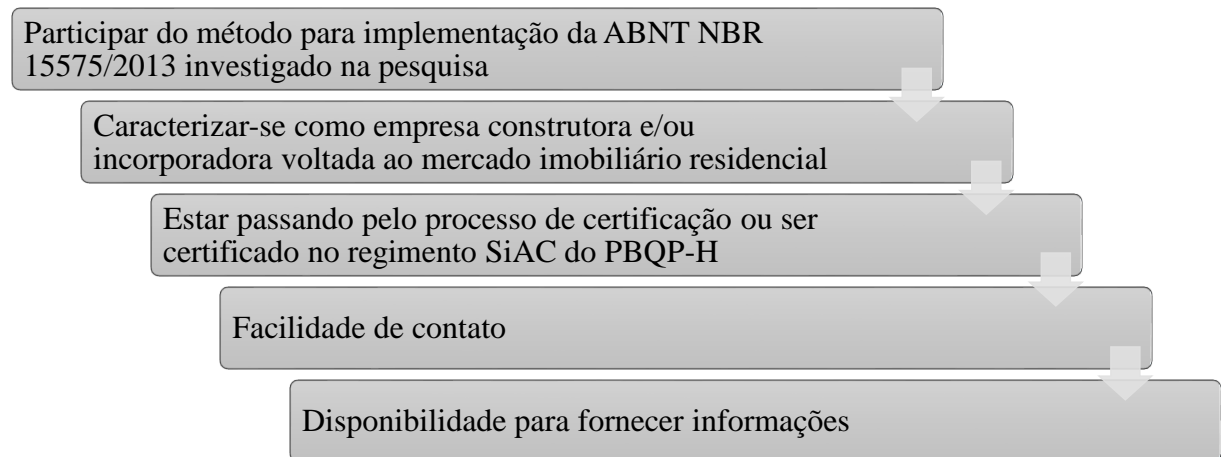 Participar do método para implementação da ABNT NBR
15575/2013 investigado na pesquisa
Caracterizar-se como empresa construtora e/ou
incorporadora voltada ao mercado imobiliário residencial
Estar passando pelo processo de certificação ou ser
certificado no regimento SiAC do PBQP-H
Facilidade de contato
Disponibilidade para fornecer informações